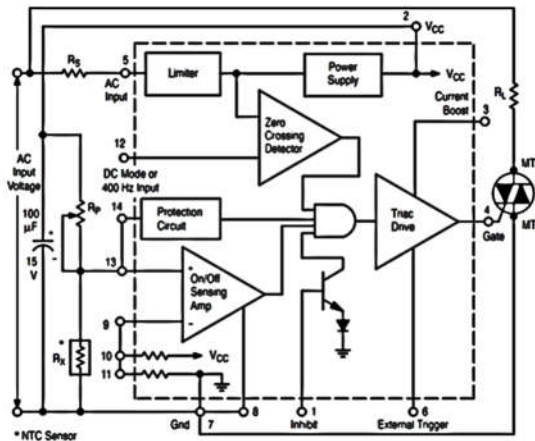 2
VCC
RS
5
AC
Input
Limiter
Power
Supply
VCC
RL
Current
Boost
3
Zero
Crossing
Detector
12
DC Mode or
400 Hz Input
AC
Input
Voltage
100
µF
15
V
+
-
RP
14
Protection
Circuit
13
+
On/Off
Sensing
Amp
-
Triac
Drive
4
Gate
MT
MT
9
10
VCC
11
*
RX
* NTC Sensor
Gnd
7
8
1
Inhibit
6
External Trigger